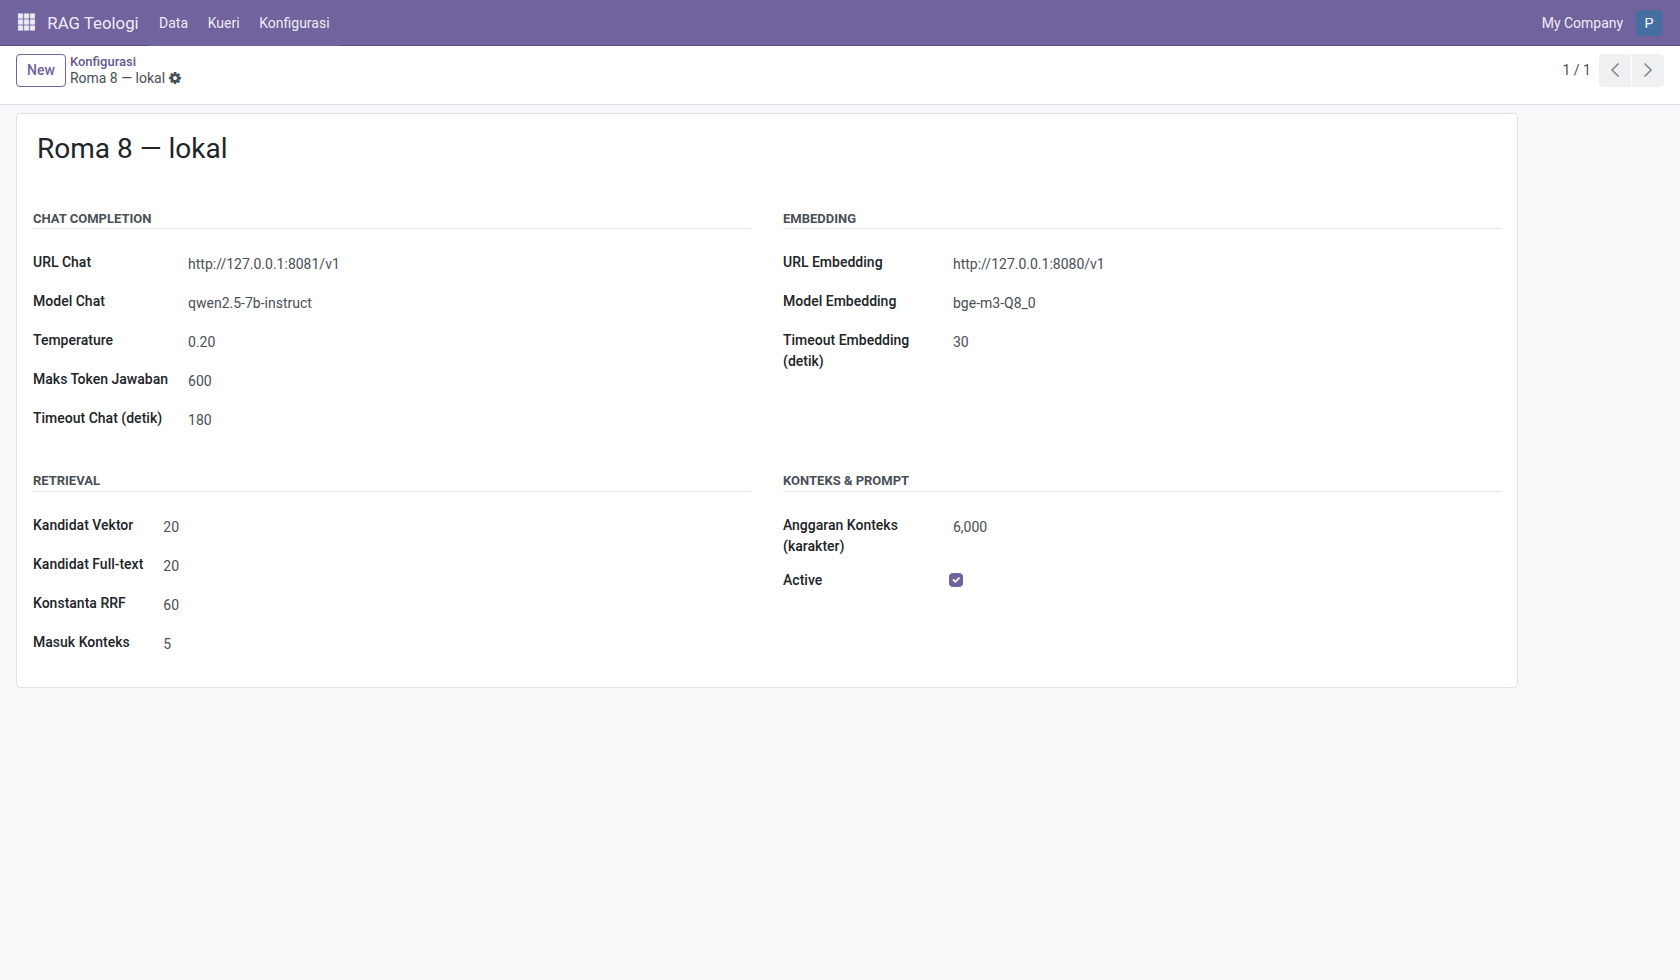 RAG Teologi Data Kueri Konfigurasi My Company P
New Konfigurasi
Roma 8 — lokal
1 / 1
Roma 8 — lokal
CHAT COMPLETION
URL Chat http://127.0.0.1:8081/v1
Model Chat qwen2.5-7b-instruct
Temperature 0.20
Maks Token Jawaban 600
Timeout Chat (detik) 180
EMBEDDING
URL Embedding http://127.0.0.1:8080/v1
Model Embedding bge-m3-Q8_0
Timeout Embedding 30
(detik)
RETRIEVAL
Kandidat Vektor 20
Kandidat Full-text 20
Konstanta RRF 60
Masuk Konteks 5
KONTEKS & PROMPT
Anggaran Konteks 6,000
(karakter)
Active